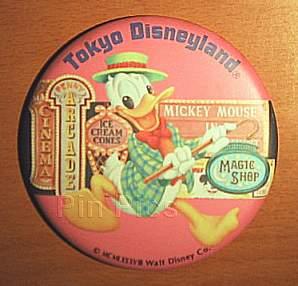 Tokyo Disneyland®
CINEMA
PENNY
ARCADE
ICE
CREAM
CONES
MICKEY MOUSE
MAGIC
SHOP
Pin Pics
Walt Disney Co.